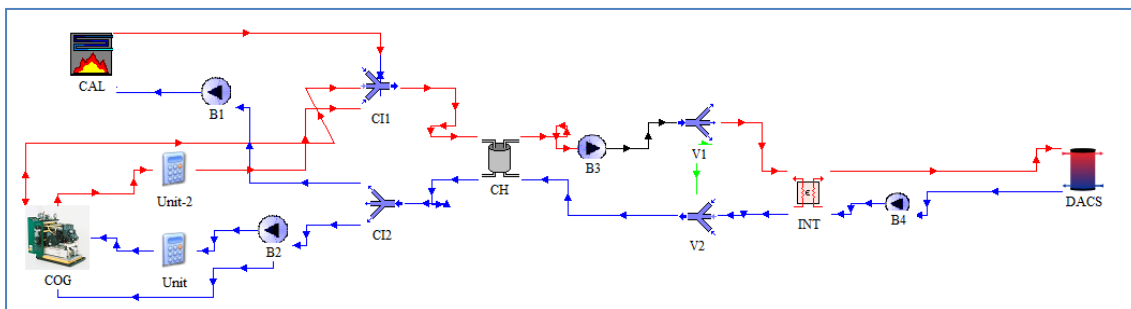 CAL
B1
CI1
Unit-2
COG
Unit
B2
CI2
CH
B3
V1
V2
ε
INT
B4
DACS